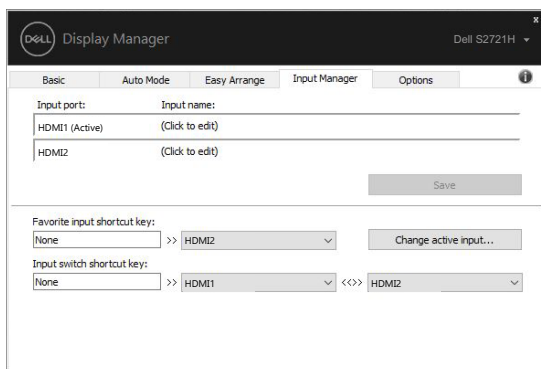 x
DELL Display Manager Dell S2721H
Basic Auto Mode Easy Arrange Input Manager Options i
Input port: Input name:
HDMI1 (Active) (Click to edit)
HDMI2 (Click to edit)
Save
Favorite input shortcut key:
None >> HDMI2 Change active input...
Input switch shortcut key:
None >> HDMI1 <<>> HDMI2